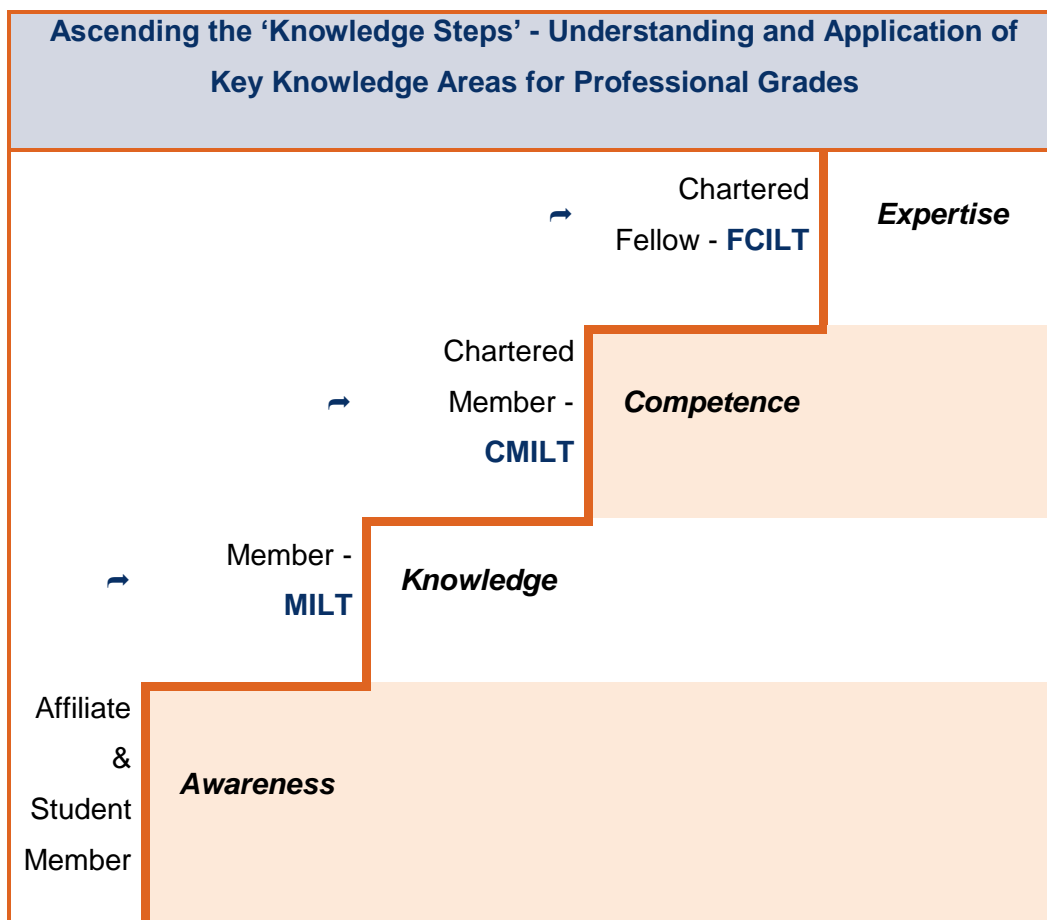 Ascending the ‘Knowledge Steps’ - Understanding and Application of
Key Knowledge Areas for Professional Grades
Chartered
Fellow - FCILT
Expertise
Chartered
Member -
CMILT
Competence
Member -
MILT
Knowledge
Affiliate
&
Student
Member
Awareness